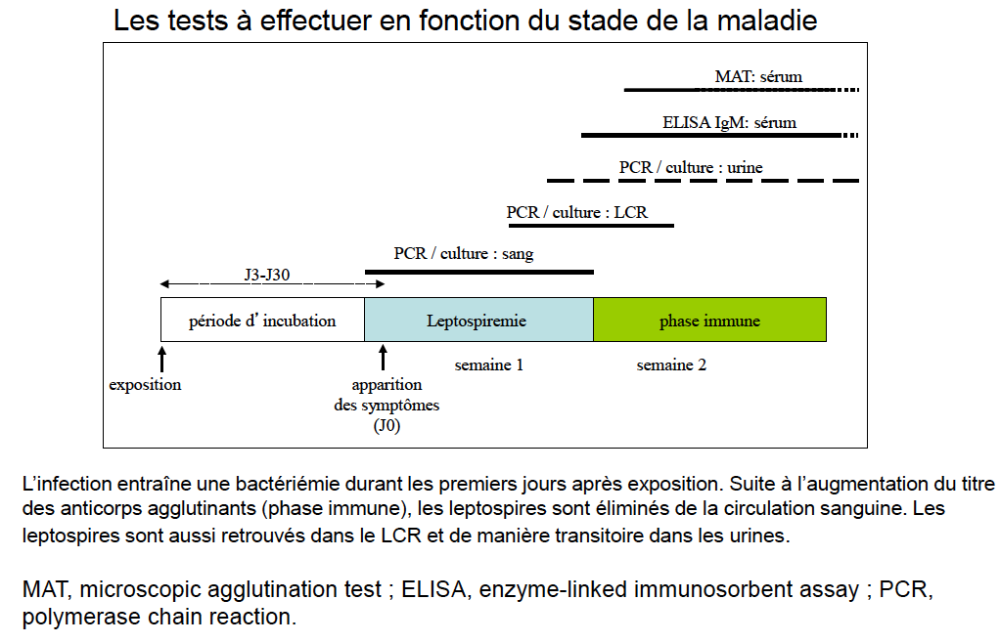 Les tests à effectuer en fonction du stade de la maladie
MAT: sérum
ELISA IgM: sérum
PCR / culture : urine
PCR / culture : LCR
PCR / culture : sang
J3-J30
période d’ incubation
Leptospiremie
phase immune
semaine 1
semaine 2
exposition
apparition
des symptômes
(J0)
L’infection entraîne une bactériémie durant les premiers jours après exposition. Suite à l’augmentation du titre
des anticorps agglutinants (phase immune), les leptospires sont éliminés de la circulation sanguine. Les
leptospires sont aussi retrouvés dans le LCR et de manière transitoire dans les urines.
MAT, microscopic agglutination test ; ELISA, enzyme-linked immunosorbent assay ; PCR,
polymerase chain reaction.